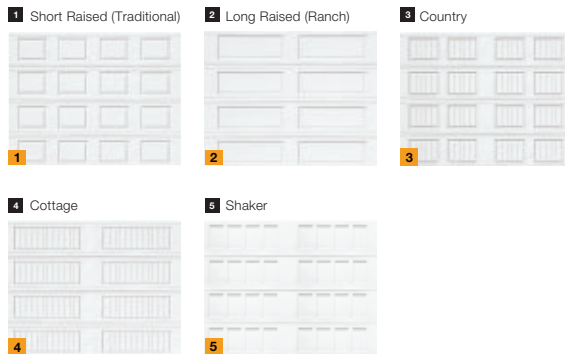 1 Short Raised (Traditional)
2 Long Raised (Ranch)
3 Country
1
2
3
4 Cottage
5 Shaker
4
5